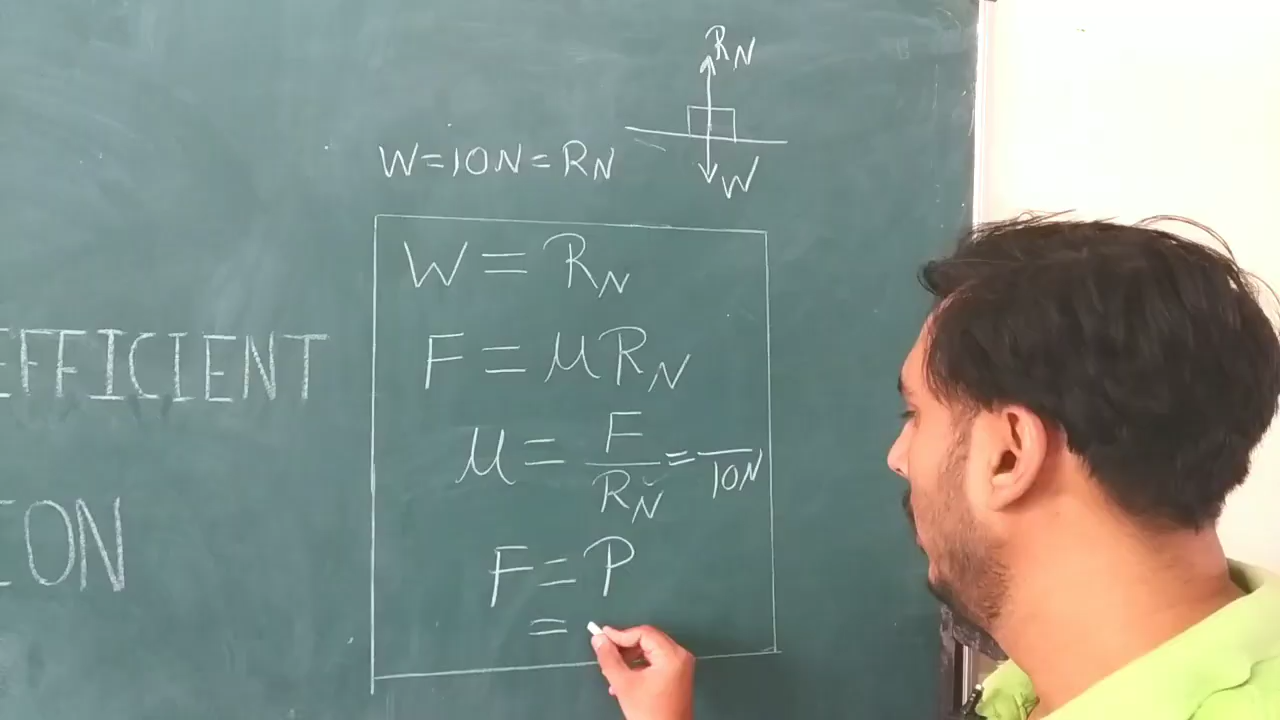 RN
W=10N=RN
W
W=RN
F=μRN
EFFICIENT
μ=F/RN=/10N
ION
F=P
=